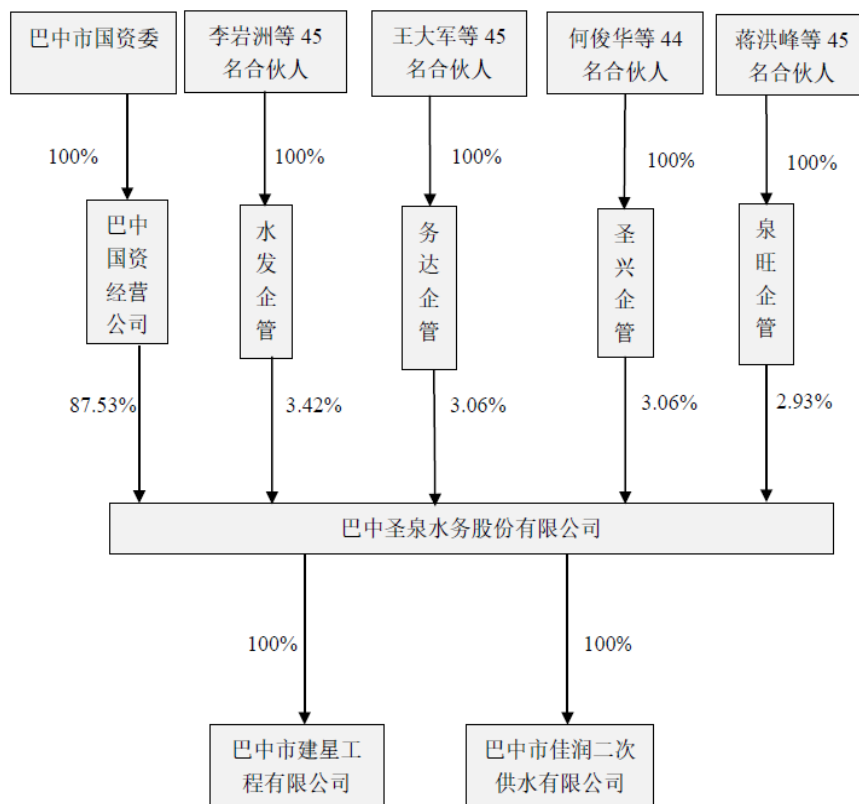 巴中市国资委
李岩洲等 45
名合伙人
王大军等 45
名合伙人
何俊华等 44
名合伙人
蒋洪峰等 45
名合伙人
100%
100%
100%
100%
100%
巴中
国资
经营
公司
水
发
企
管
务
达
企
管
圣
兴
企
管
泉
旺
企
管
87.53%
3.42%
3.06%
3.06%
2.93%
巴中圣泉水务股份有限公司
100%
100%
巴中市建星工
程有限公司
巴中市佳润二次
供水有限公司